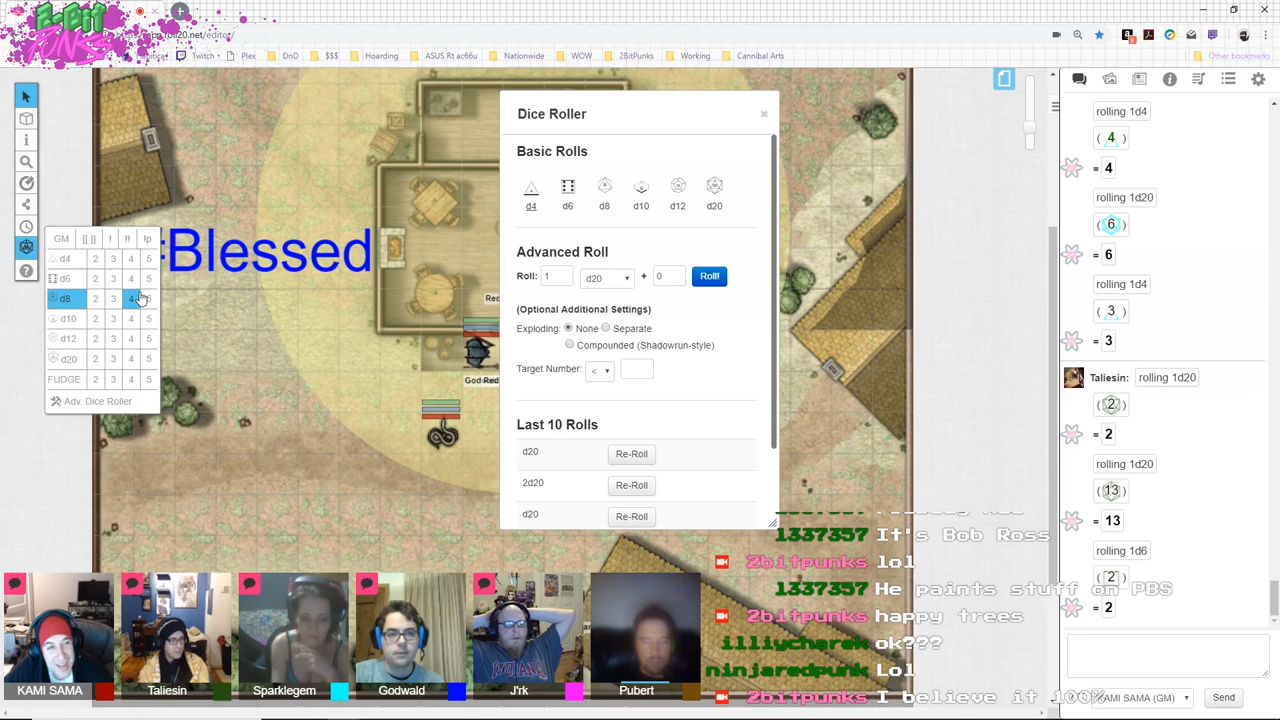 2-Bit
PUNKS
app.roll20.net/editor/
Twitch
Plex
DnD
$$$
Hoarding
ASUS Rt ac66u
Nationwide
WOW
2BitPunks
Working
Cannibal Arts
Other bookmarks
Blessed
GM [[ ]] ! !! !p
d4 2 3 4 5
d6 2 3 4 5
d8 2 3 4
d10 2 3 4 5
d12 2 3 4 5
d20 2 3 4 5
FUDGE 2 3 4 5
Adv. Dice Roller
Dice Roller ×
Basic Rolls
d4 d6 d8 d10 d12 d20
Advanced Roll
Roll: 1 d20 + 0 Roll!
(Optional Additional Settings)
Exploding: None Separate
Compounded (Shadowrun-style)
Target Number: <
Last 10 Rolls
d20 Re-Roll
2d20 Re-Roll
d20 Re-Roll
rolling 1d4
( 4 )
= 4
rolling 1d20
( 6 )
= 6
rolling 1d4
( 3 )
= 3
Taliesin: rolling 1d20
( 2 )
= 2
rolling 1d20
( 13 )
= 13
rolling 1d6
( 2 )
= 2
1337357 It's Bob Ross
2bitpunks lol
1337357 He paints stuff on PBS
2bitpunks happy trees
illiycharek ok???
ninjaredpunk Lol
2bitpunks I believe it 100%
KAMI SAMA (GM) Send
KAMI SAMA
Taliesin
Sparklegem
Godwald
J'rk
Pubert